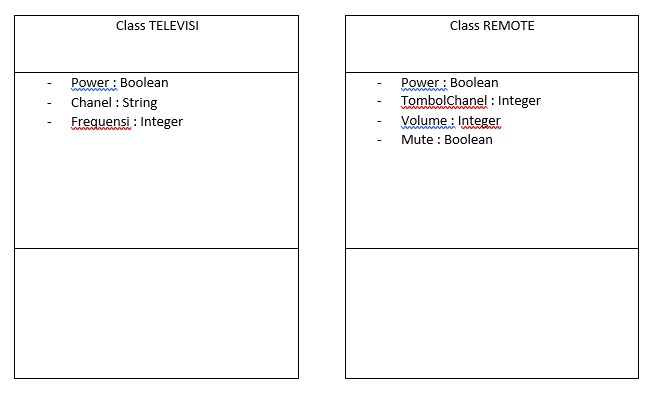 Class TELEVISI
- Power : Boolean
- Chanel : String
- Frequensi : Integer
Class REMOTE
- Power : Boolean
- TombolChanel : Integer
- Volume : Integer
- Mute : Boolean